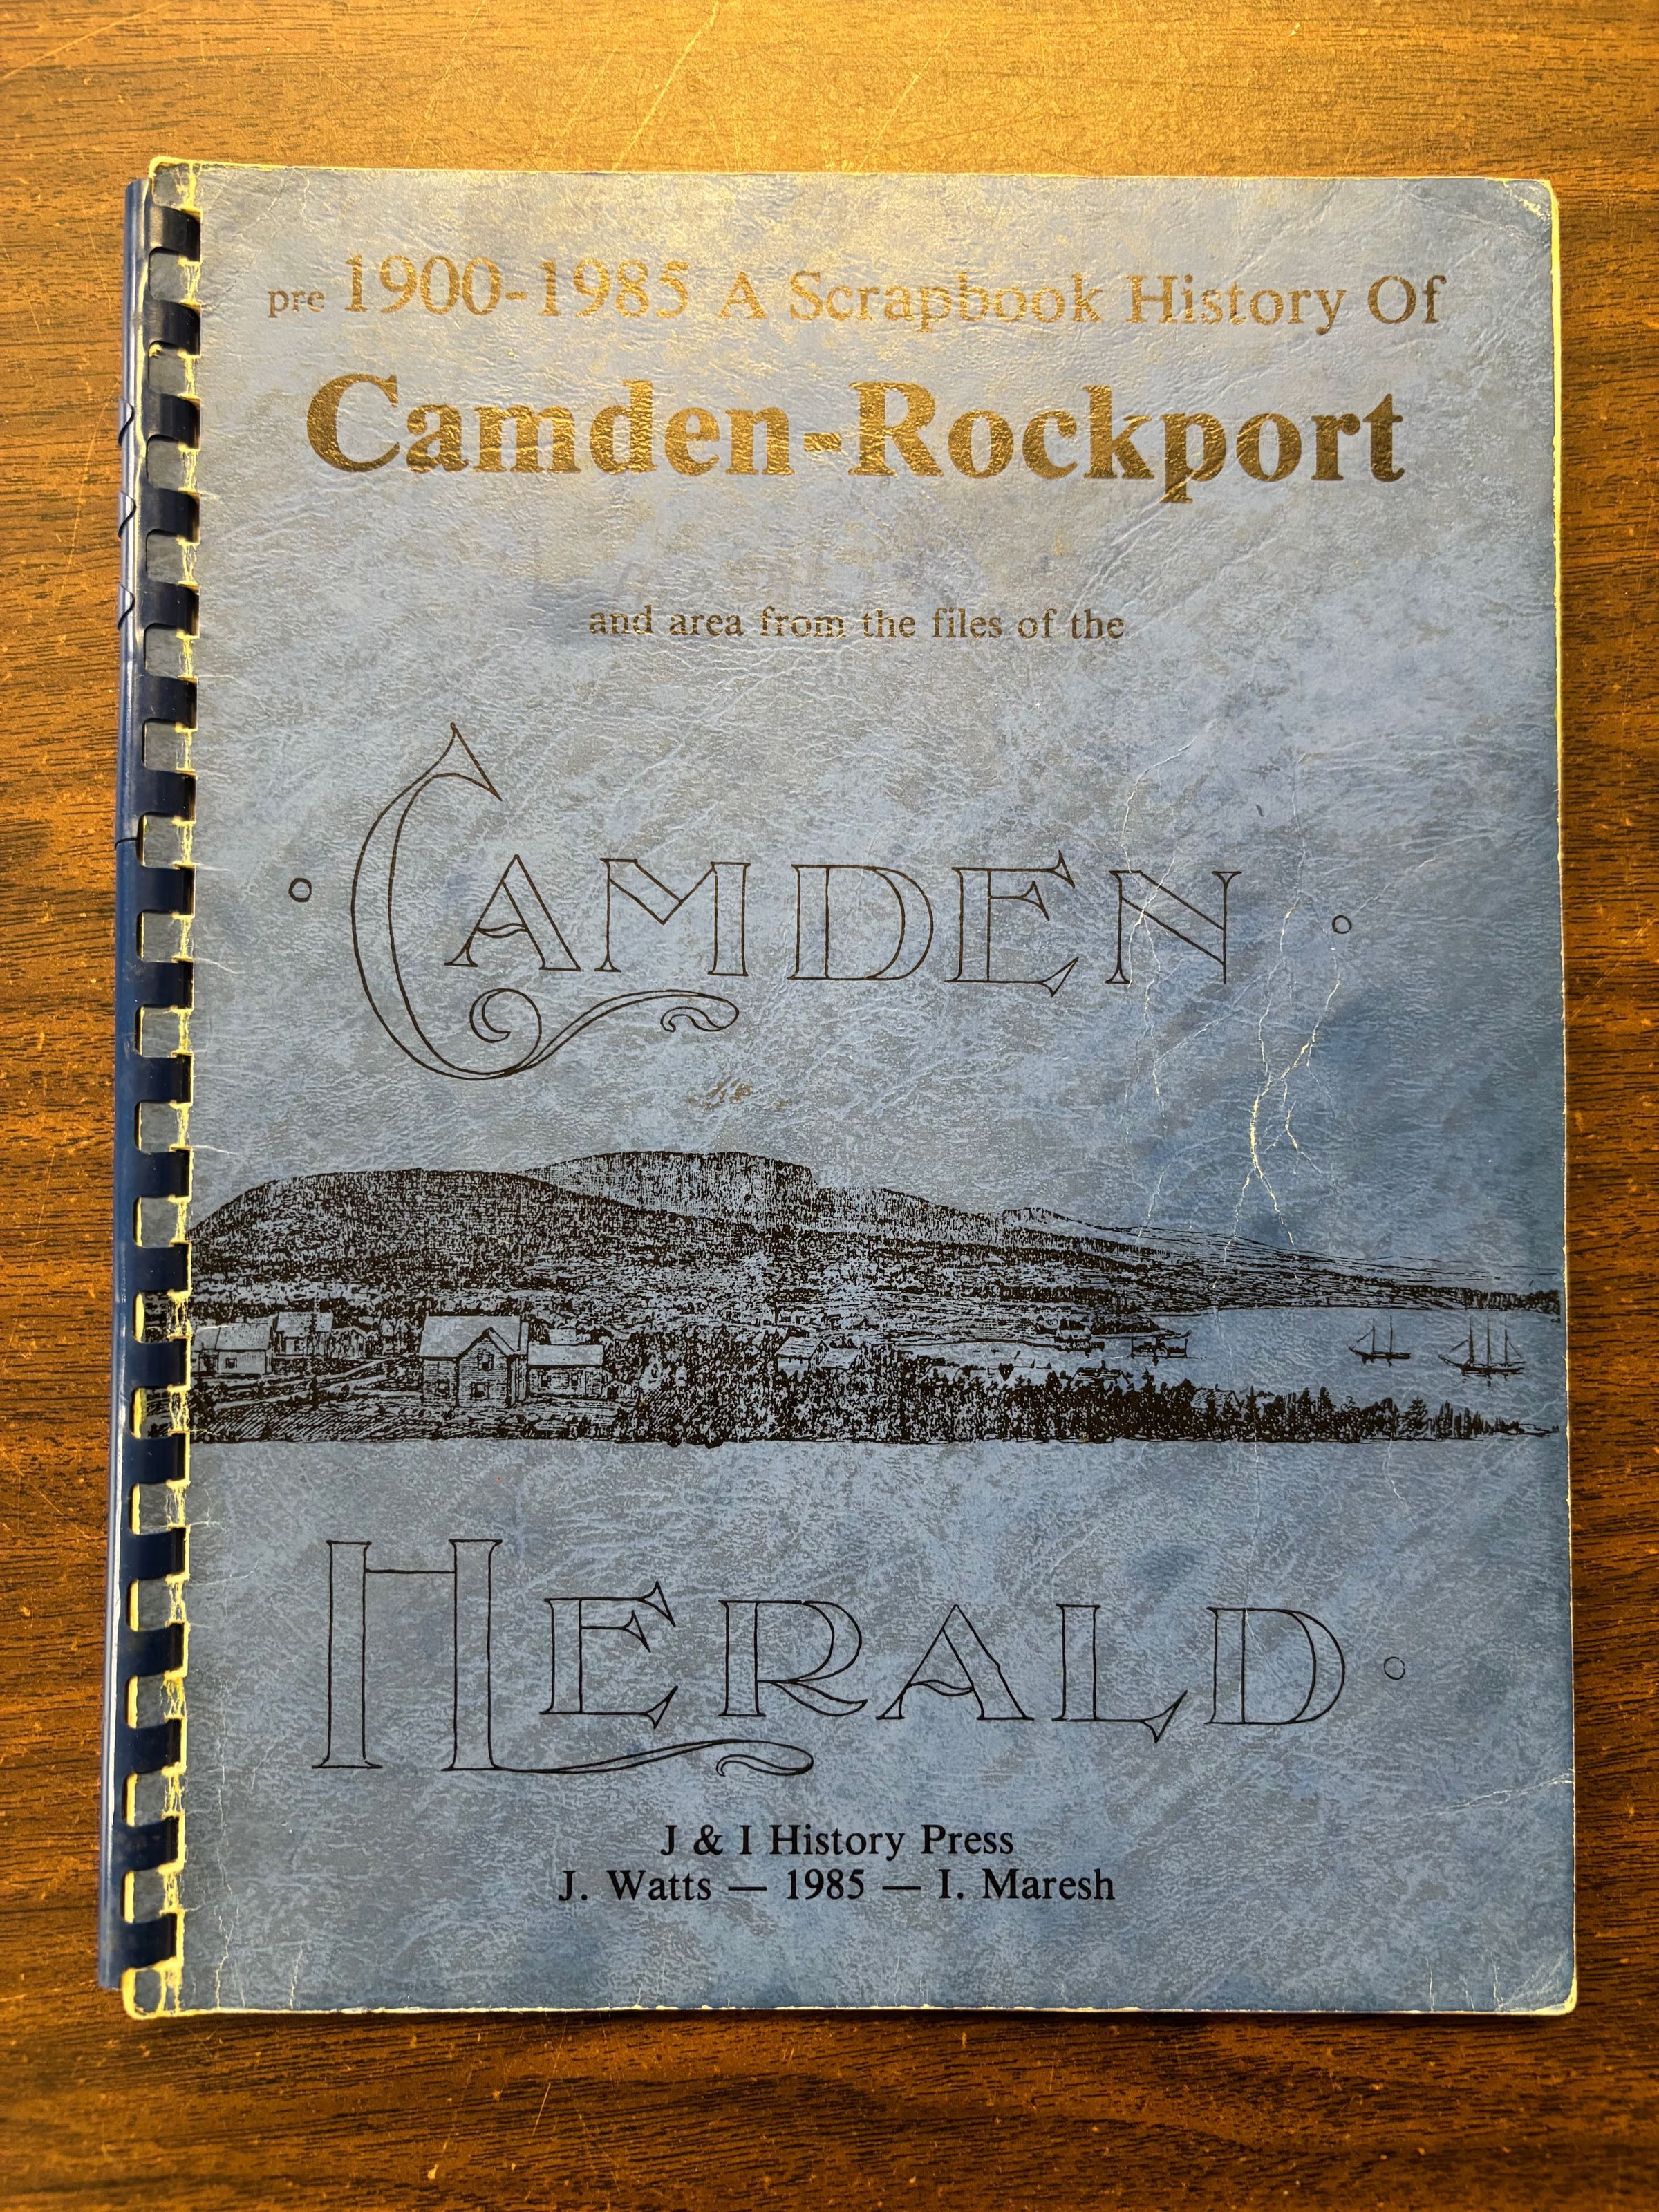 pre 1900-1985 A Scrapbook History Of
Camden-Rockport
and area from the files of the
CAMDEN
HERALD
J & I History Press
J. Watts — 1985 — I. Maresh